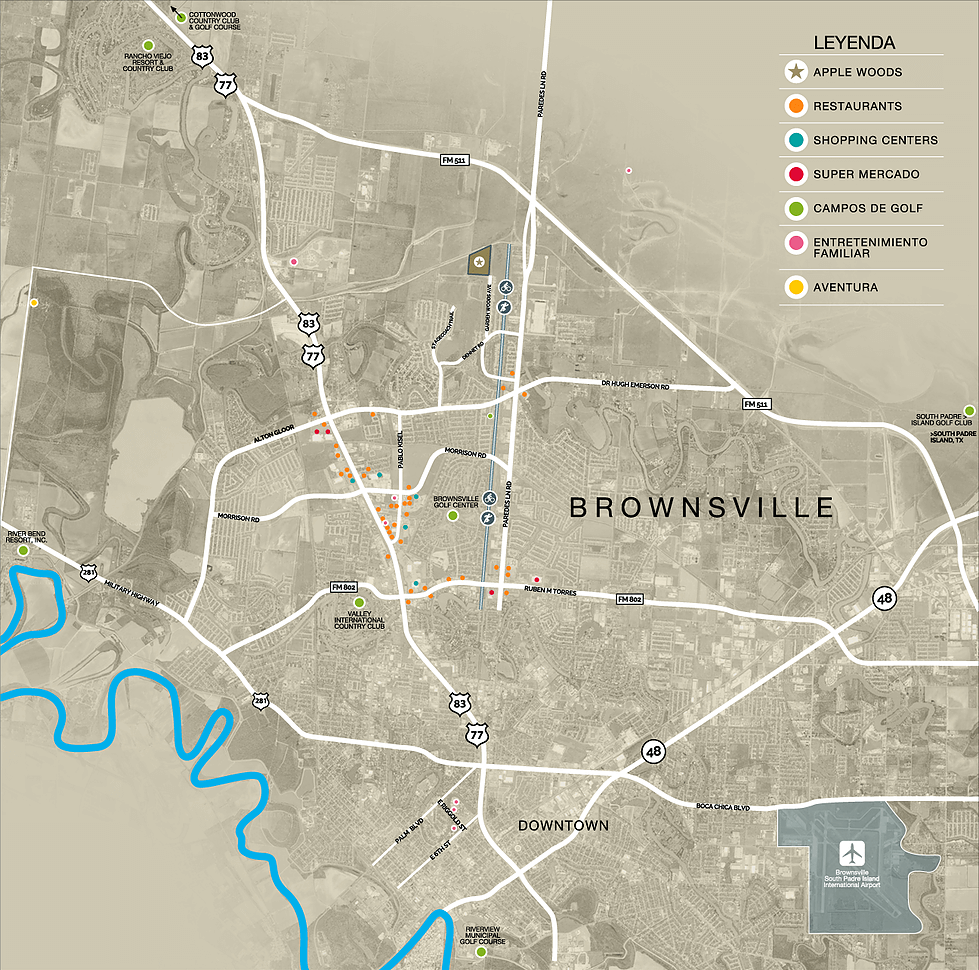 COTTONWOOD
COUNTRY CLUB
& GOLF COURSE
RANCHO VIEJO
RESORT &
COUNTRY CLUB
83
77
LEYENDA
APPLE WOODS
RESTAURANTS
SHOPPING CENTERS
SUPER MERCADO
CAMPOS DE GOLF
ENTRETENIMIENTO
FAMILIAR
AVENTURA
PAREDES LN RD
FM 511
GARDEN WOODS AVE
STAGECOACH TRAIL
DENNET RD
83
77
DR HUGH EMERSON RD
FM 511
SOUTH PADRE >
ISLAND GOLF CLUB
>SOUTH PADRE
ISLAND, TX
ALTON GLOOR
PABLO KISEL
MORRISON RD
MORRISON RD
BROWNSVILLE
GOLF CENTER
PAREDES LN RD
BROWNSVILLE
RIVER BEND
RESORT, INC.
281
MILITARY HIGHWAY
FM 802
RUBEN M TORRES
FM 802
48
VALLEY
INTERNATIONAL
COUNTRY CLUB
281
83
77
48
BOCA CHICA BLVD
E RIGGOLD ST
PALM BLVD
E 6TH ST
DOWNTOWN
Brownsville
South Padre Island
International Airport
RIVERVIEW
MUNICIPAL
GOLF COURSE